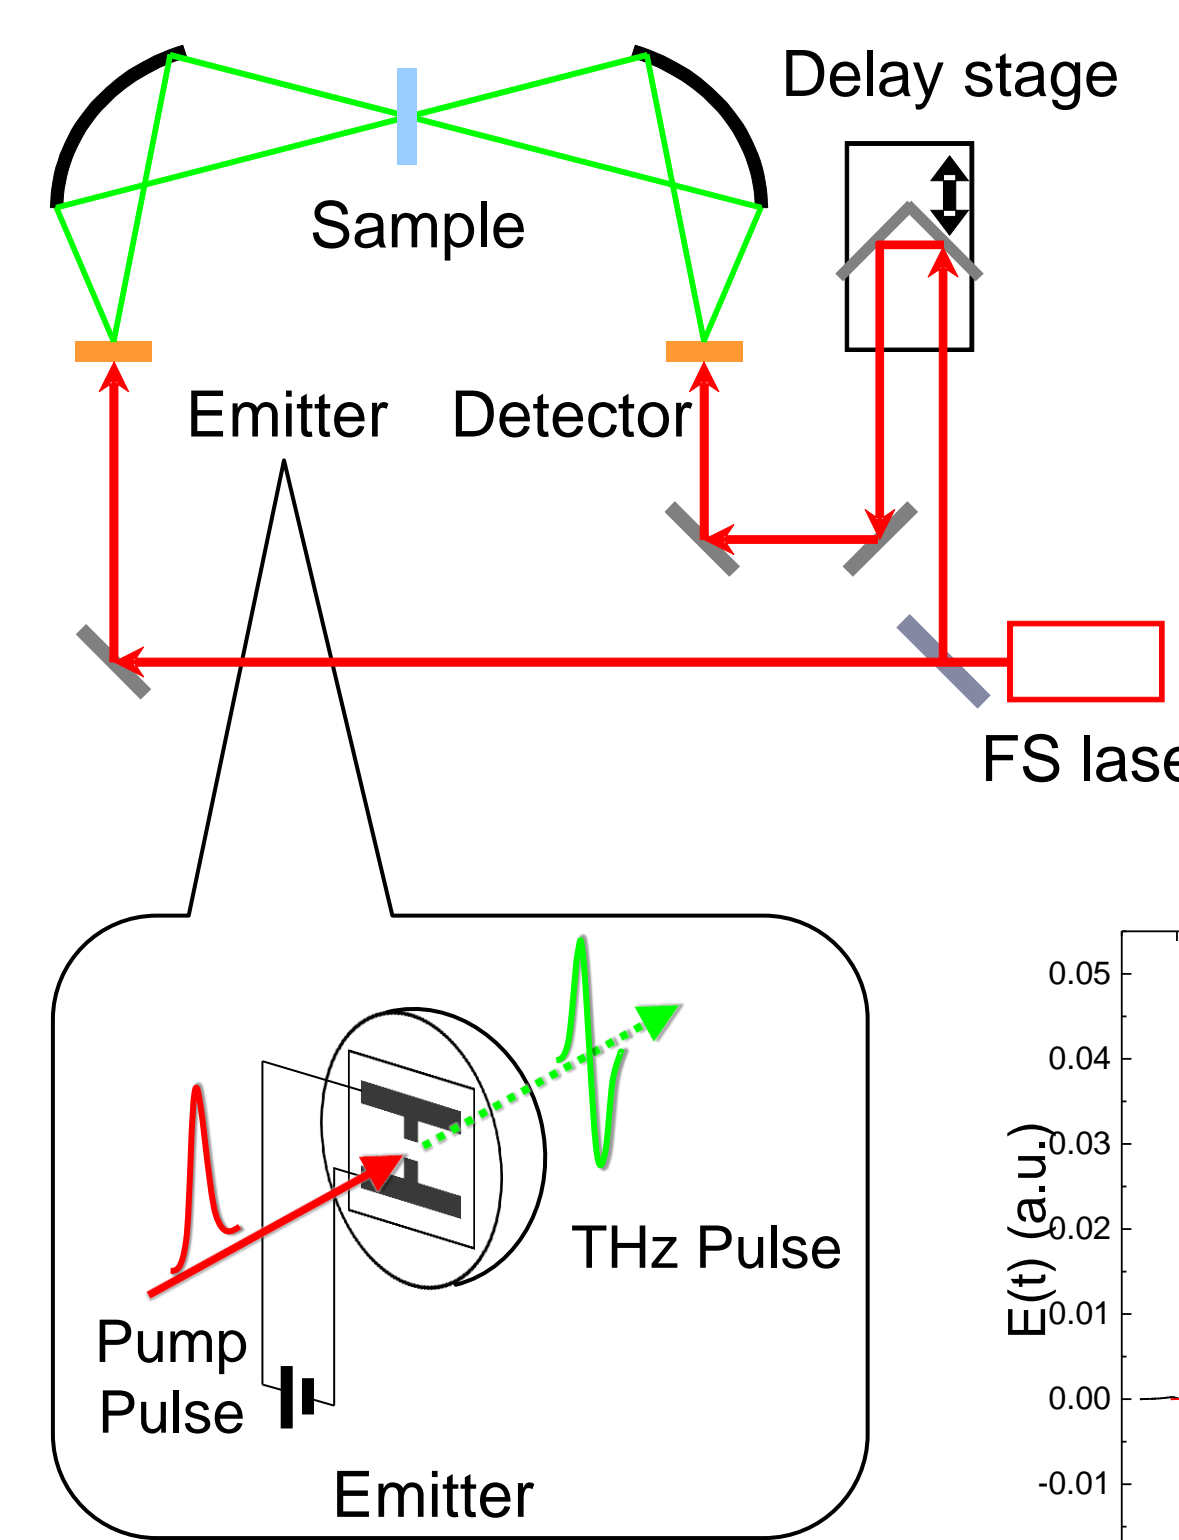 Delay stage
Sample
Emitter
Detector
FS lase
THz Pulse
Pump
Pulse
Emitter
E(t) (a.u.)
0.05
0.04
0.03
0.02
0.01
0.00
-0.01